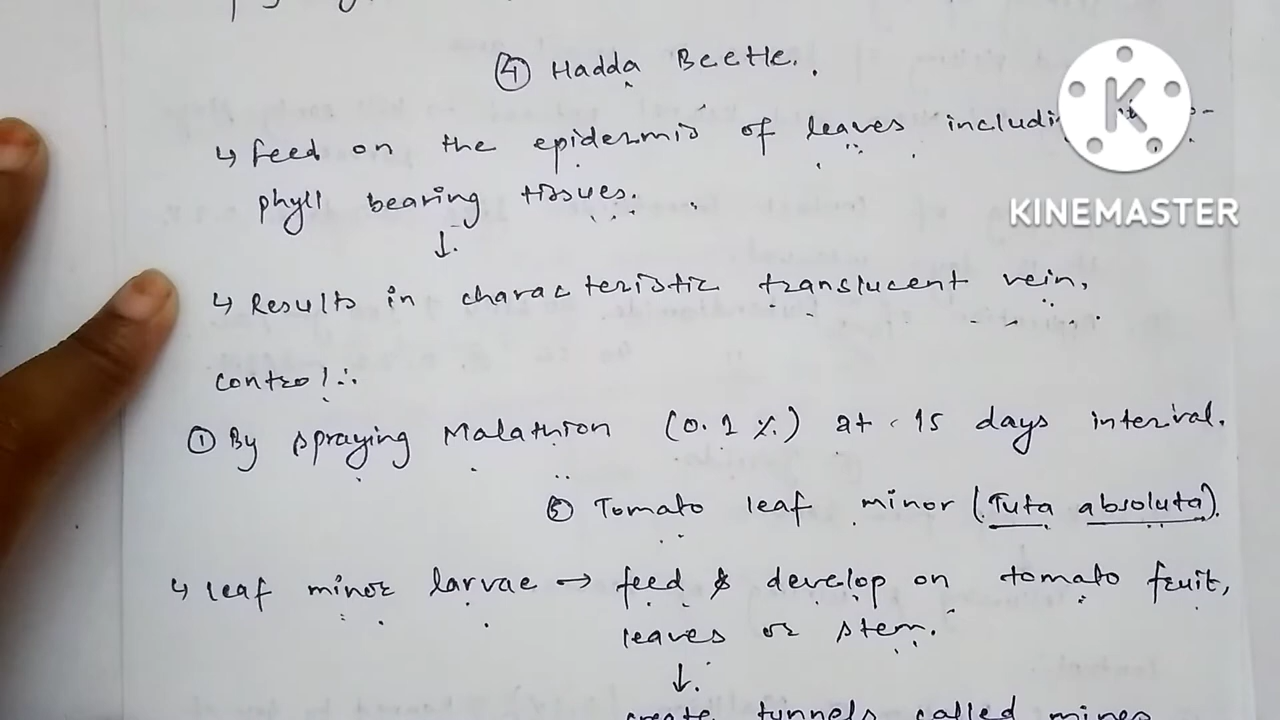 ④ Hadda Beetle.
↳ feed on the epidermis of leaves includi
phyll bearing tissues.
↓
↳ Results in characteristic translucent vein.
control:
① By spraying Malathion (0.1 %) at 15 days interval.
⑤ Tomato leaf minor (Tuta absoluta).
↳ leaf minor larvae → feed & develop on tomato fruit,
leaves or stem.
↓
create tunnels called mines
KINEMASTER